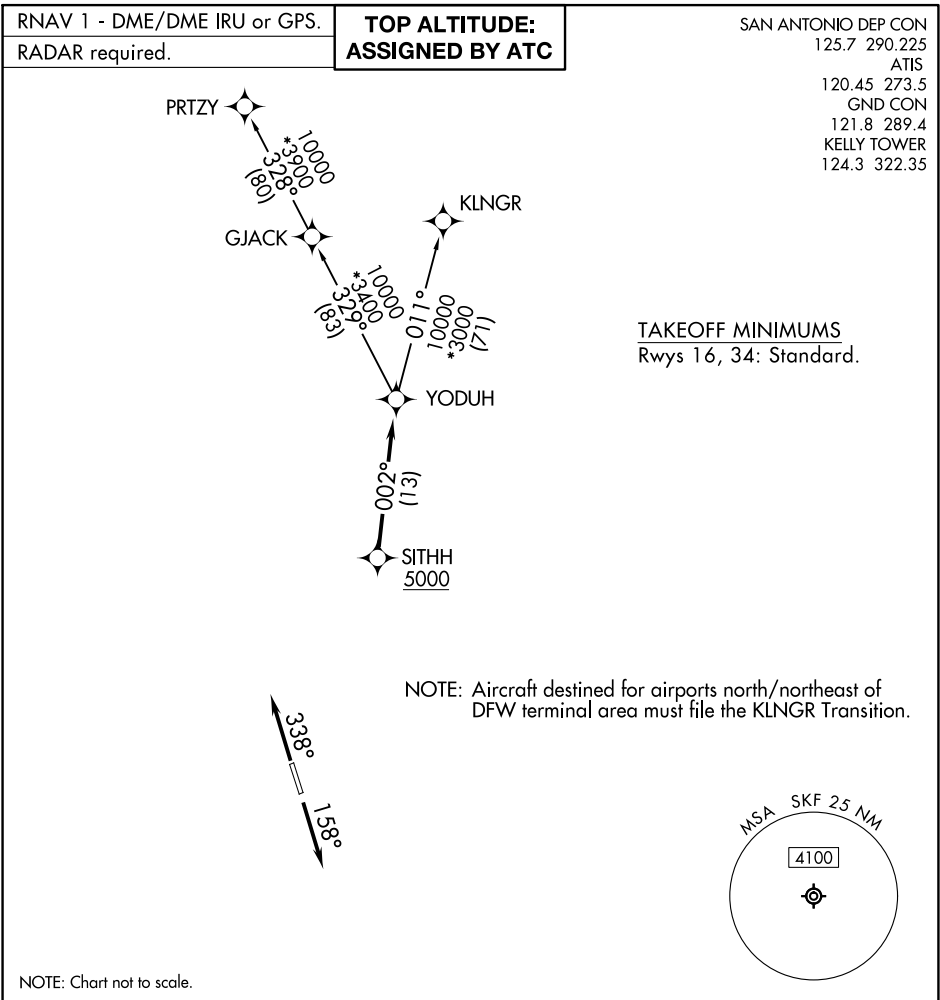 RNAV 1 - DME/DME IRU or GPS.
RADAR required.
TOP ALTITUDE:
ASSIGNED BY ATC
SAN ANTONIO DEP CON
125.7 290.225
ATIS
120.45 273.5
GND CON
121.8 289.4
KELLY TOWER
124.3 322.35
PRTZY
10000
*3900
328°
(80)
KLNGR
GJACK
10000
*3400
329°
(83)
011°
10000
*3000
(71)
TAKEOFF MINIMUMS
Rwys 16, 34: Standard.
YODUH
002°
(13)
SITHH
5000
NOTE: Aircraft destined for airports north/northeast of
DFW terminal area must file the KLNGR Transition.
338°
158°
MSA SKF 25 NM
4100
NOTE: Chart not to scale.